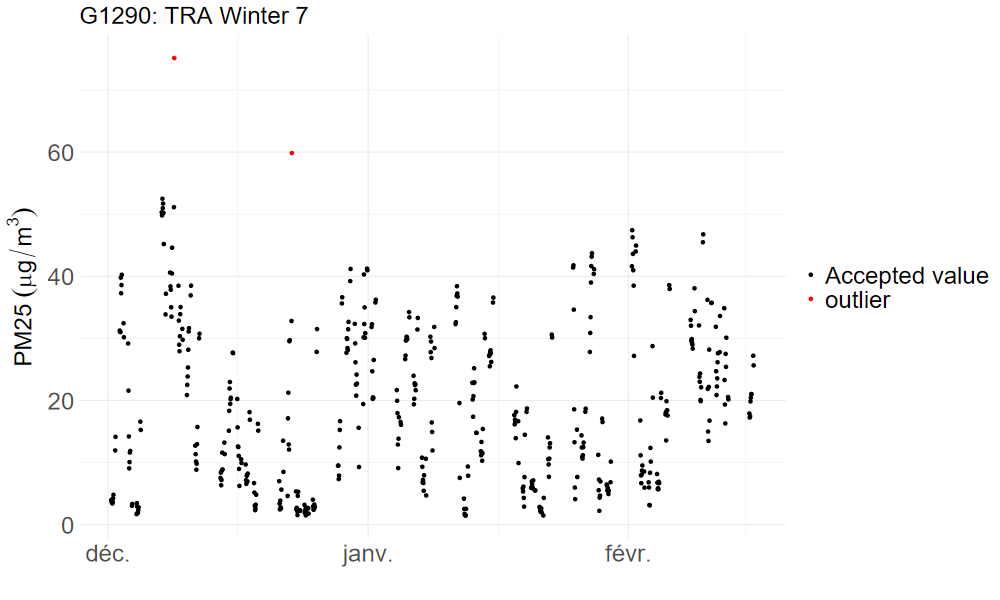 G1290: TRA Winter 7
PM25 (μg/m³)
60
40
20
0
déc.
janv.
févr.
Accepted value
outlier